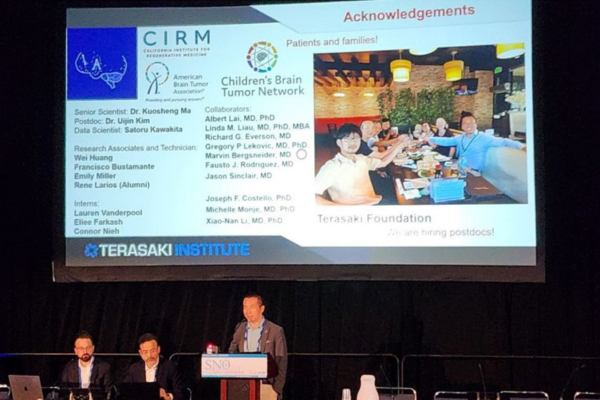 Acknowledgements
CIRM
CALIFORNIA INSTITUTE FOR
REGENERATIVE MEDICINE
American
Brain Tumor
Association®
Providing and pursuing answers®
Children's Brain
Tumor Network
Patients and families!
Senior Scientist: Dr. Kuosheng Ma
Postdoc: Dr. Uijin Kim
Data Scientist: Satoru Kawakita
Research Associates and Technician:
Wei Huang
Francisco Bustamante
Emily Miller
Rene Larios (Alumni)
Interns:
Lauren Vanderpool
Eliee Farkash
Connor Nieh
Collaborators:
Albert Lai, MD, PhD
Linda M. Liau, MD, PhD, MBA
Richard G. Everson, MD
Gregory P Lekovic, MD, PhD
Marvin Bergsneider, MD
Fausto J. Rodriguez, MD
Jason Sinclair, MD
Joseph F. Costello, PhD
Michelle Monje, MD, PhD
Xiao-Nan Li, MD, PhD
Terasaki Foundation
We are hiring postdocs!
TERASAKI INSTITUTE
SNO